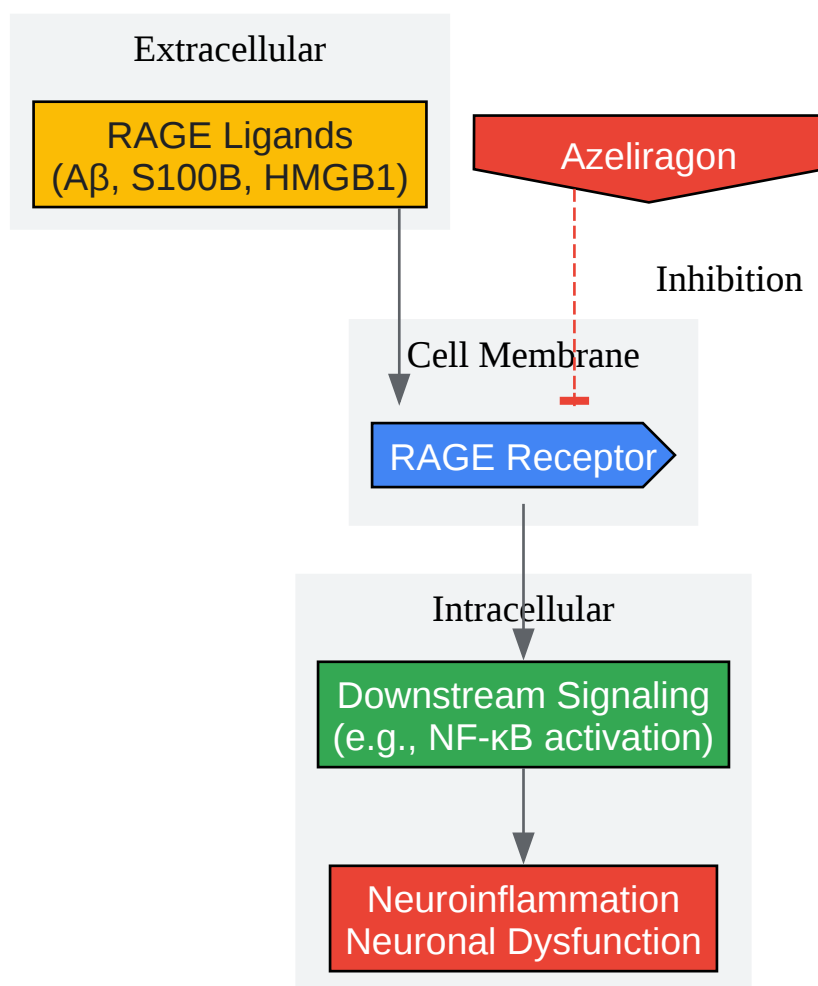 Extracellular
RAGE Ligands
(Aβ, S100B, HMGB1)
Azeliragon
Inhibition
Cell Membrane
RAGE Receptor
Intracellular
Downstream Signaling
(e.g., NF-κB activation)
Neuroinflammation
Neuronal Dysfunction